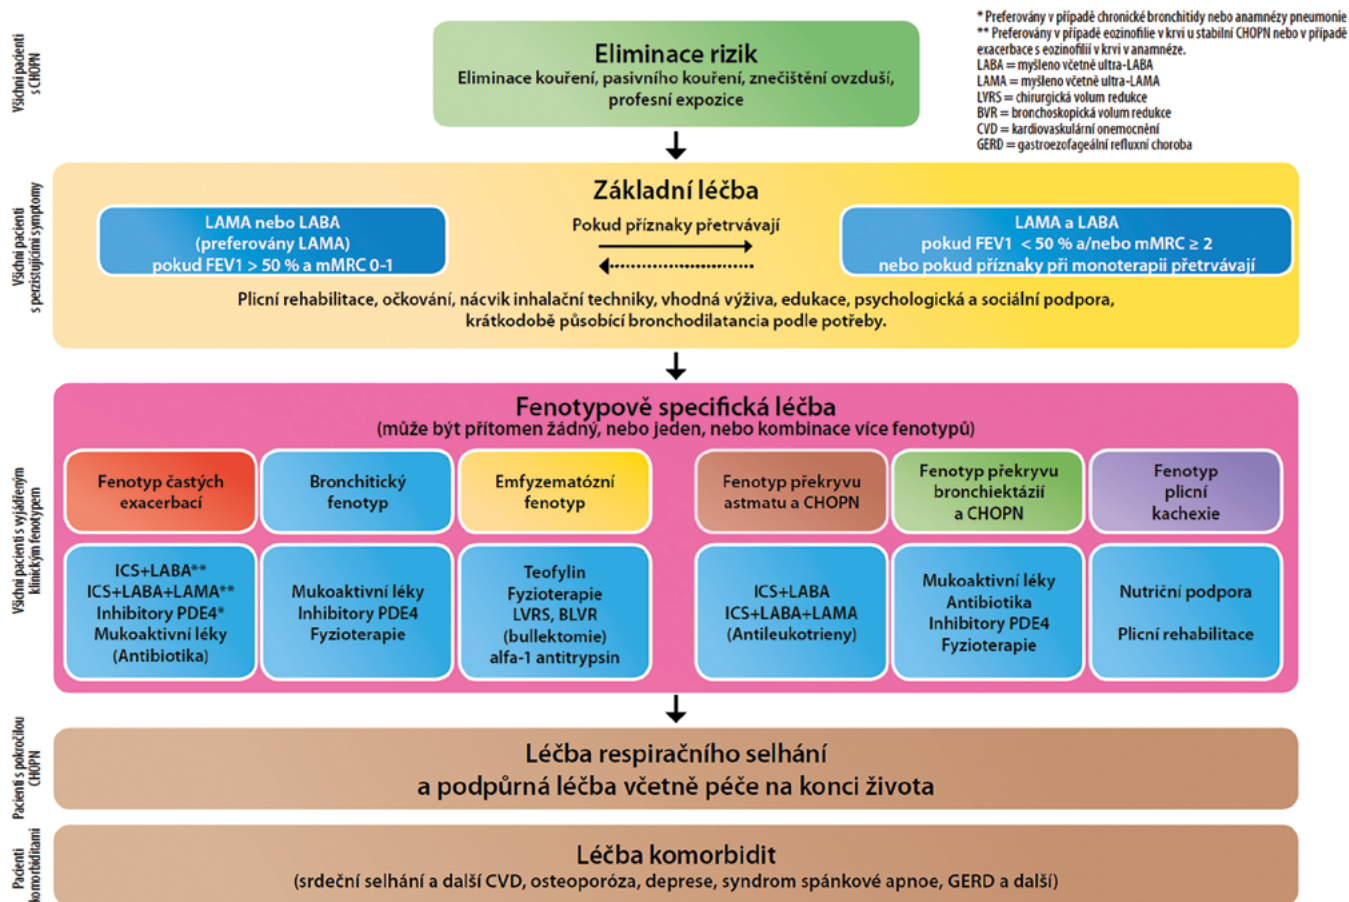 Všichni pacienti
s CHOPN
Eliminace rizik
Eliminace kouření, pasivního kouření, znečištění ovzduší,
profesní expozice
* Preferovány v případě chronické bronchitidy nebo anamnézy pneumonie
** Preferovány v případě eozinofilie v krvi u stabilní CHOPN nebo v případě
exacerbace s eozinofilií v krvi v anamnéze.
LABA = myšleno včetně ultra-LABA
LAMA = myšleno včetně ultra-LAMA
LVRS = chirurgická volum redukce
BVR = bronchoskopická volum redukce
CVD = kardiovaskulární onemocnění
GERD = gastroezofageální refluxní choroba
Všichni pacienti
s perzistujícími symptomy
Základní léčba
LAMA nebo LABA
(preferovány LAMA)
pokud FEV1 > 50 % a mMRC 0-1
Pokud příznaky přetrvávají
LAMA a LABA
pokud FEV1 < 50 % a/nebo mMRC ≥ 2
nebo pokud příznaky při monoterapii přetrvávají
Plicní rehabilitace, očkování, nácvik inhalační techniky, vhodná výživa, edukace, psychologická a sociální podpora,
krátkodobě působící bronchodilatancia podle potřeby.
Všichni pacienti s vyjádřeným
klinickým fenotypem
Fenotypově specifická léčba
(může být přítomen žádný, nebo jeden, nebo kombinace více fenotypů)
Fenotyp častých
exacerbací
Bronchitický
fenotyp
Emfyzematózní
fenotyp
Fenotyp překryvu
astmatu a CHOPN
Fenotyp překryvu
bronchiektázií
a CHOPN
Fenotyp
plicní
kachexie
ICS+LABA**
ICS+LABA+LAMA**
Inhibitory PDE4*
Mukoaktivní léky
(Antibiotika)
Mukoaktivní léky
Inhibitory PDE4
Fyzioterapie
Teofylin
Fyzioterapie
LVRS, BLVR
(bullektomie)
alfa-1 antitrypsin
ICS+LABA
ICS+LABA+LAMA
(Antileukotrieny)
Mukoaktivní léky
Antibiotika
Inhibitory PDE4
Fyzioterapie
Nutriční podpora
Plicní rehabilitace
Pacienti s pokročilou
CHOPN
Léčba respiračního selhání
a podpůrná léčba včetně péče na konci života
Pacienti
komorbiditami
Léčba komorbidit
(srdeční selhání a další CVD, osteoporóza, deprese, syndrom spánkové apnoe, GERD a další)